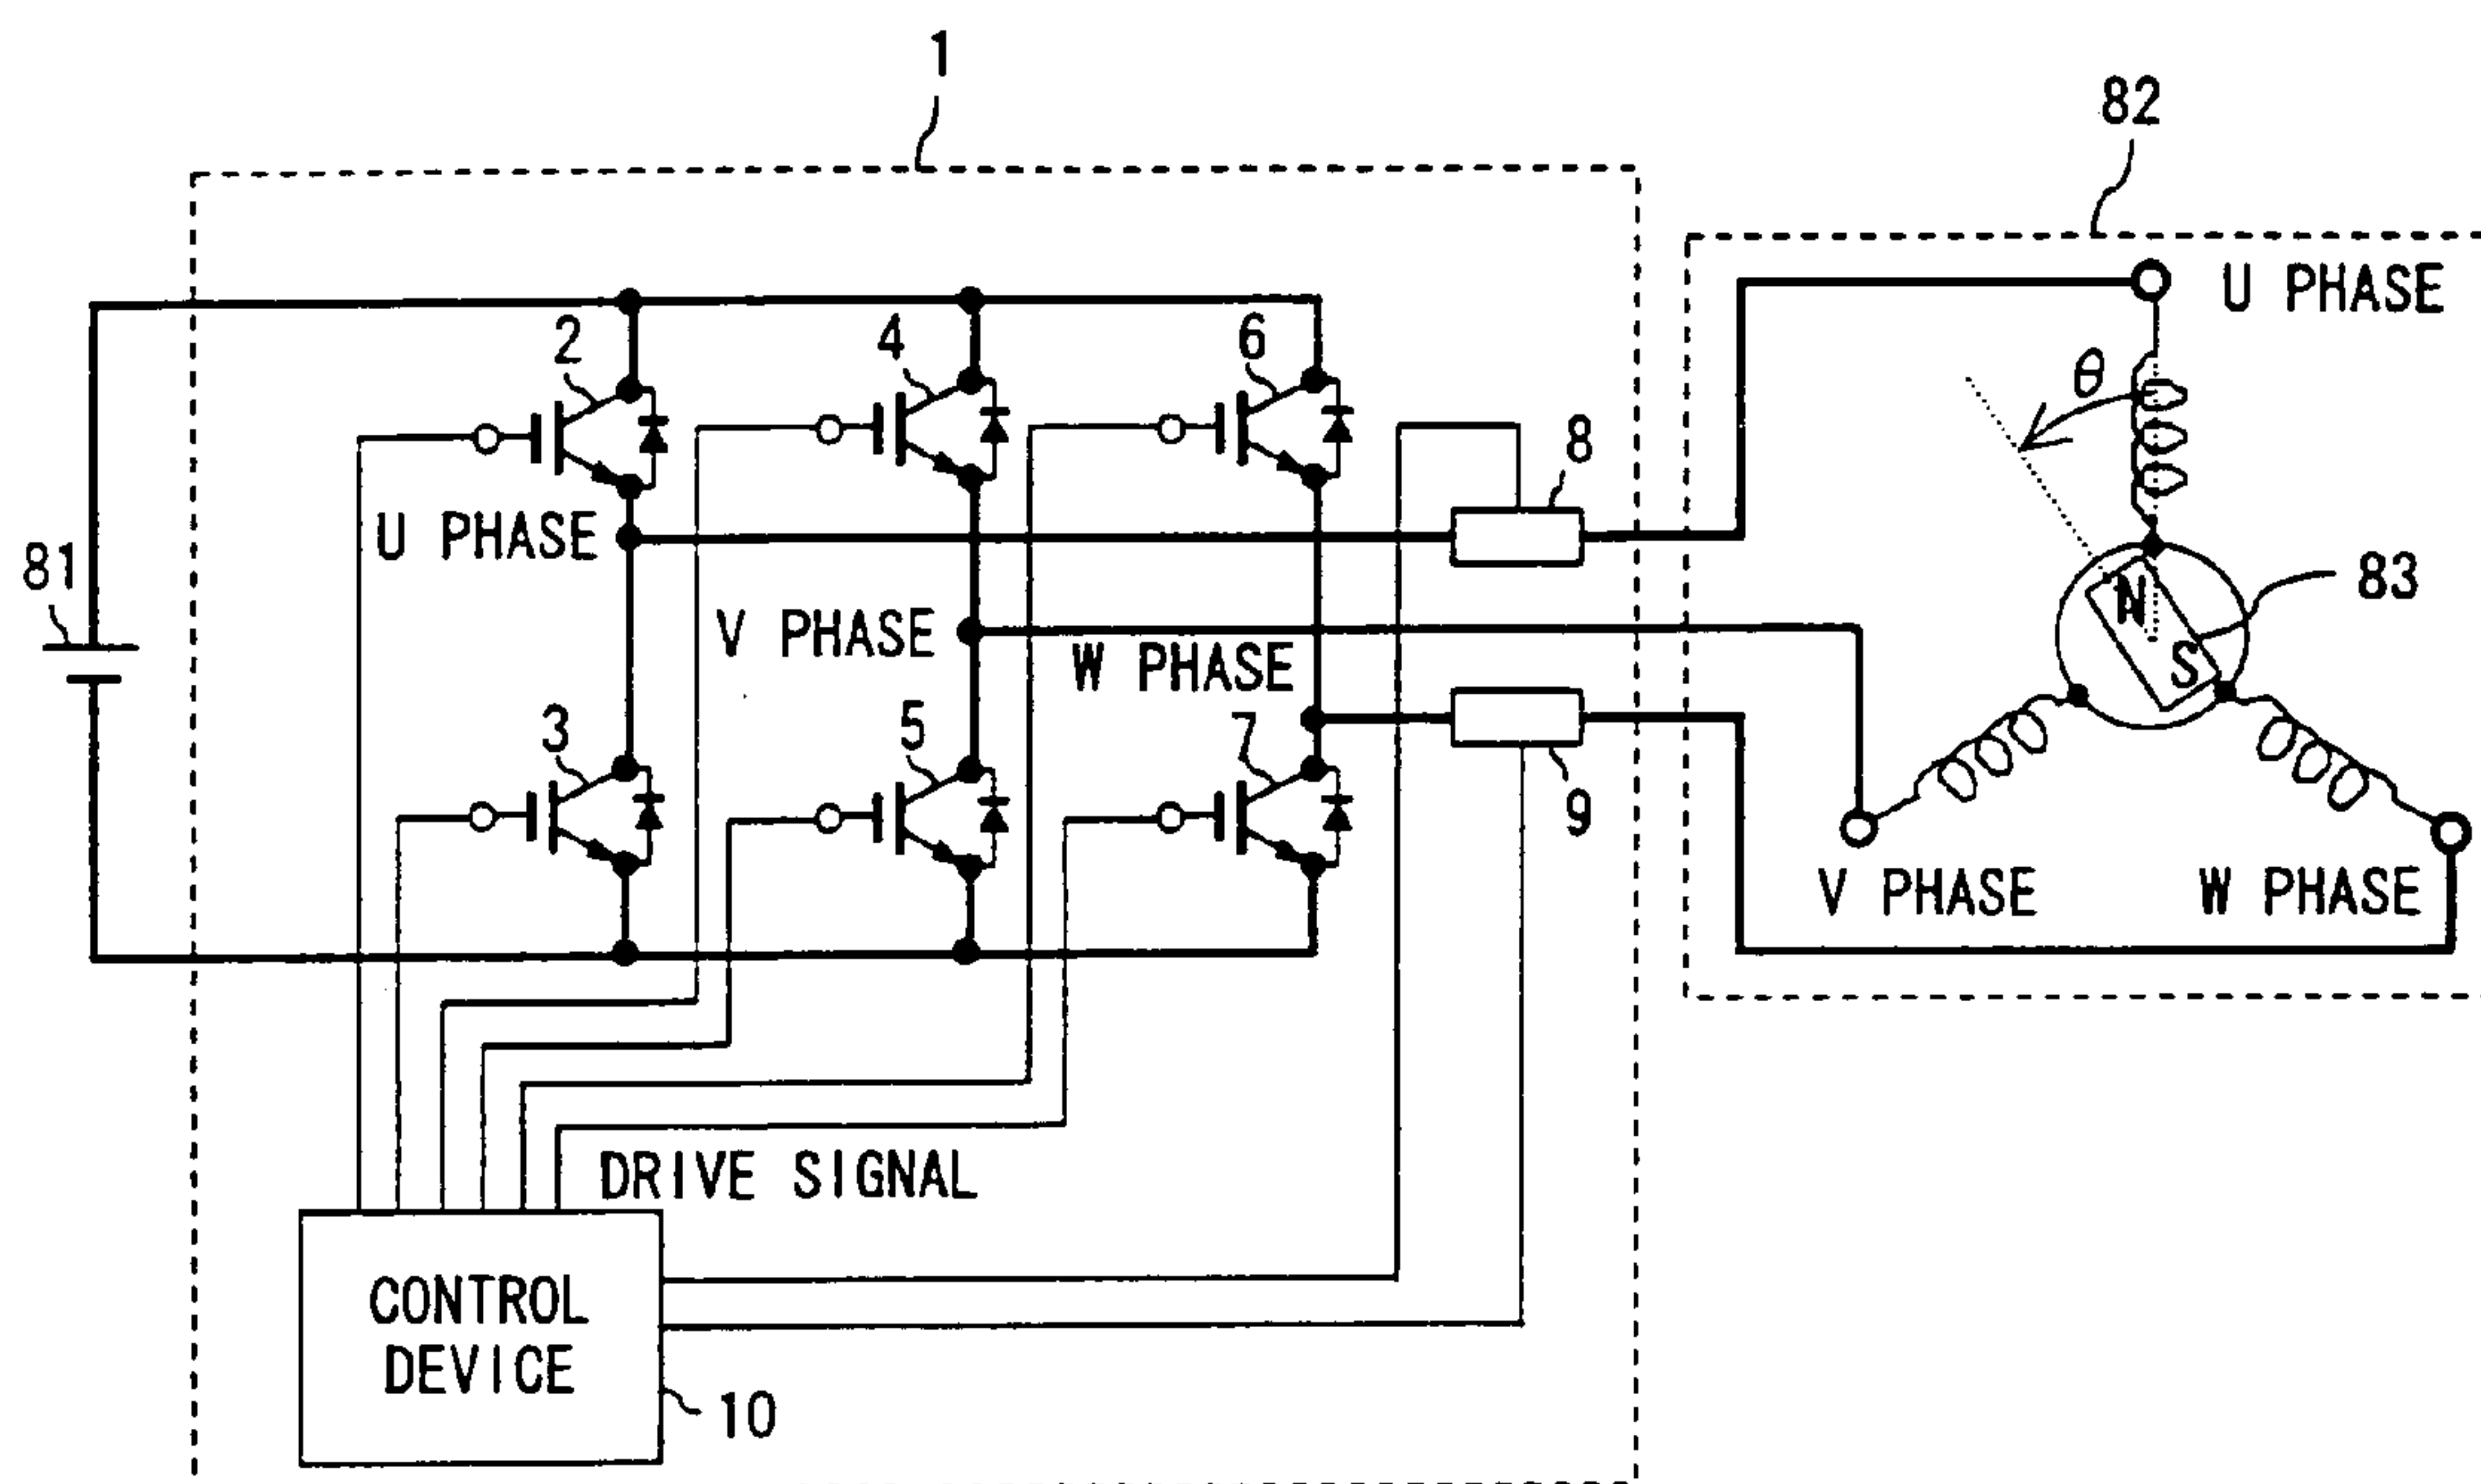 1
82
U PHASE
2
4
6
θ
8
U PHASE
81
83
N
V PHASE
W PHASE
S
3
5
7
9
V PHASE
W PHASE
DRIVE SIGNAL
CONTROL
DEVICE
10